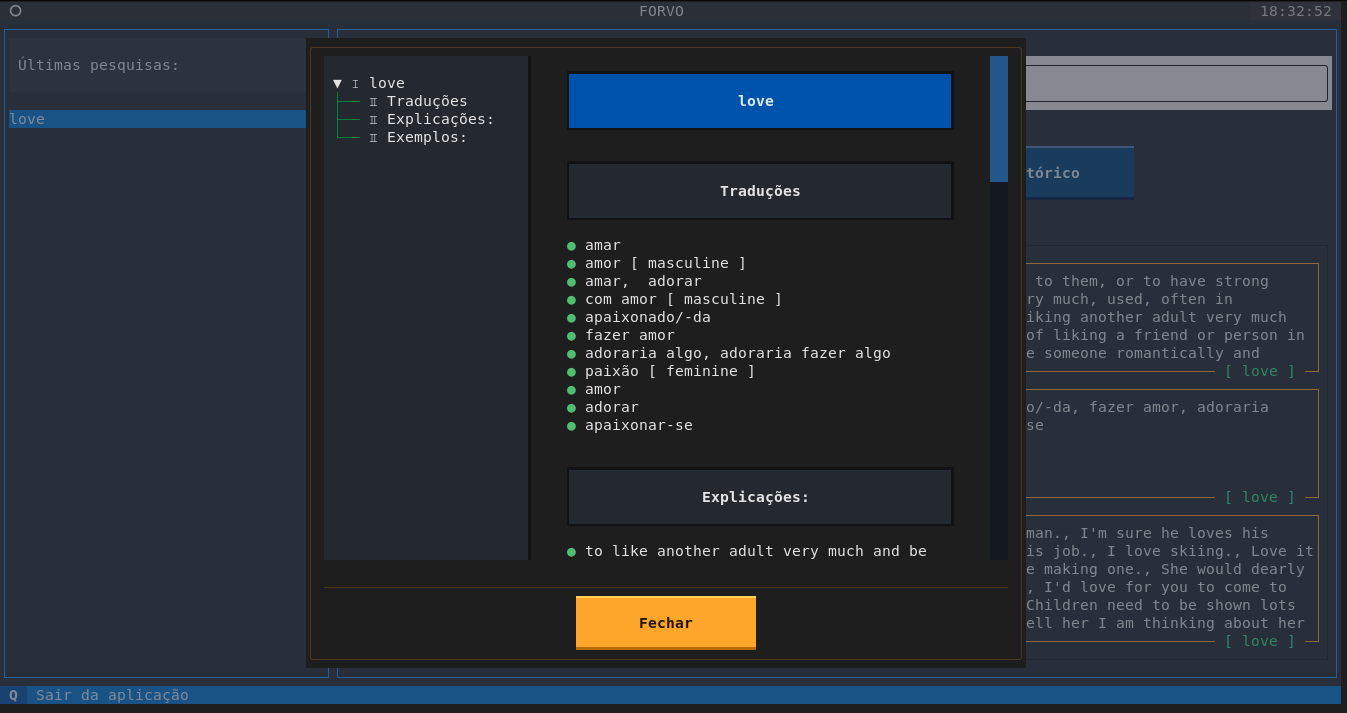 FORVO
18:32:52
Últimas pesquisas:
love
▼ Ⅰ love
Ⅱ Traduções
Ⅱ Explicações:
Ⅱ Exemplos:
love
Traduções
● amar
● amor [ masculine ]
● amar,  adorar
● com amor [ masculine ]
● apaixonado/-da
● fazer amor
● adoraria algo, adoraria fazer algo
● paixão [ feminine ]
● amor
● adorar
● apaixonar-se
Explicações:
● to like another adult very much and be
Fechar
tórico
to them, or to have strong
ry much, used, often in
iking another adult very much
of liking a friend or person in
e someone romantically and
[ love ]
o/-da, fazer amor, adoraria
se
[ love ]
man., I'm sure he loves his
is job., I love skiing., Love it
e making one., She would dearly
, I'd love for you to come to
Children need to be shown lots
ell her I am thinking about her
[ love ]
Q Sair da aplicação